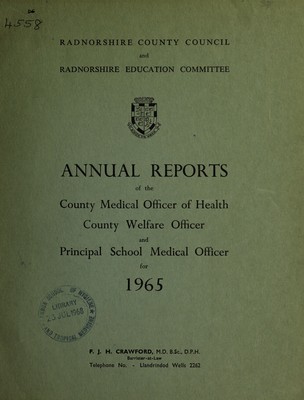 4558
RADNORSHIRE COUNTY COUNCIL
and
RADNORSHIRE EDUCATION COMMITTEE
ANNUAL REPORTS
of the
County Medical Officer of Health
County Welfare Officer
and
Principal School Medical Officer
for
1965
LIBRARY
P. J. H. CRAWFORD, M.D. B.Sc., D.P.H.
Barrister-at-Law
Telephone No. - Llandrindod Wells 2262